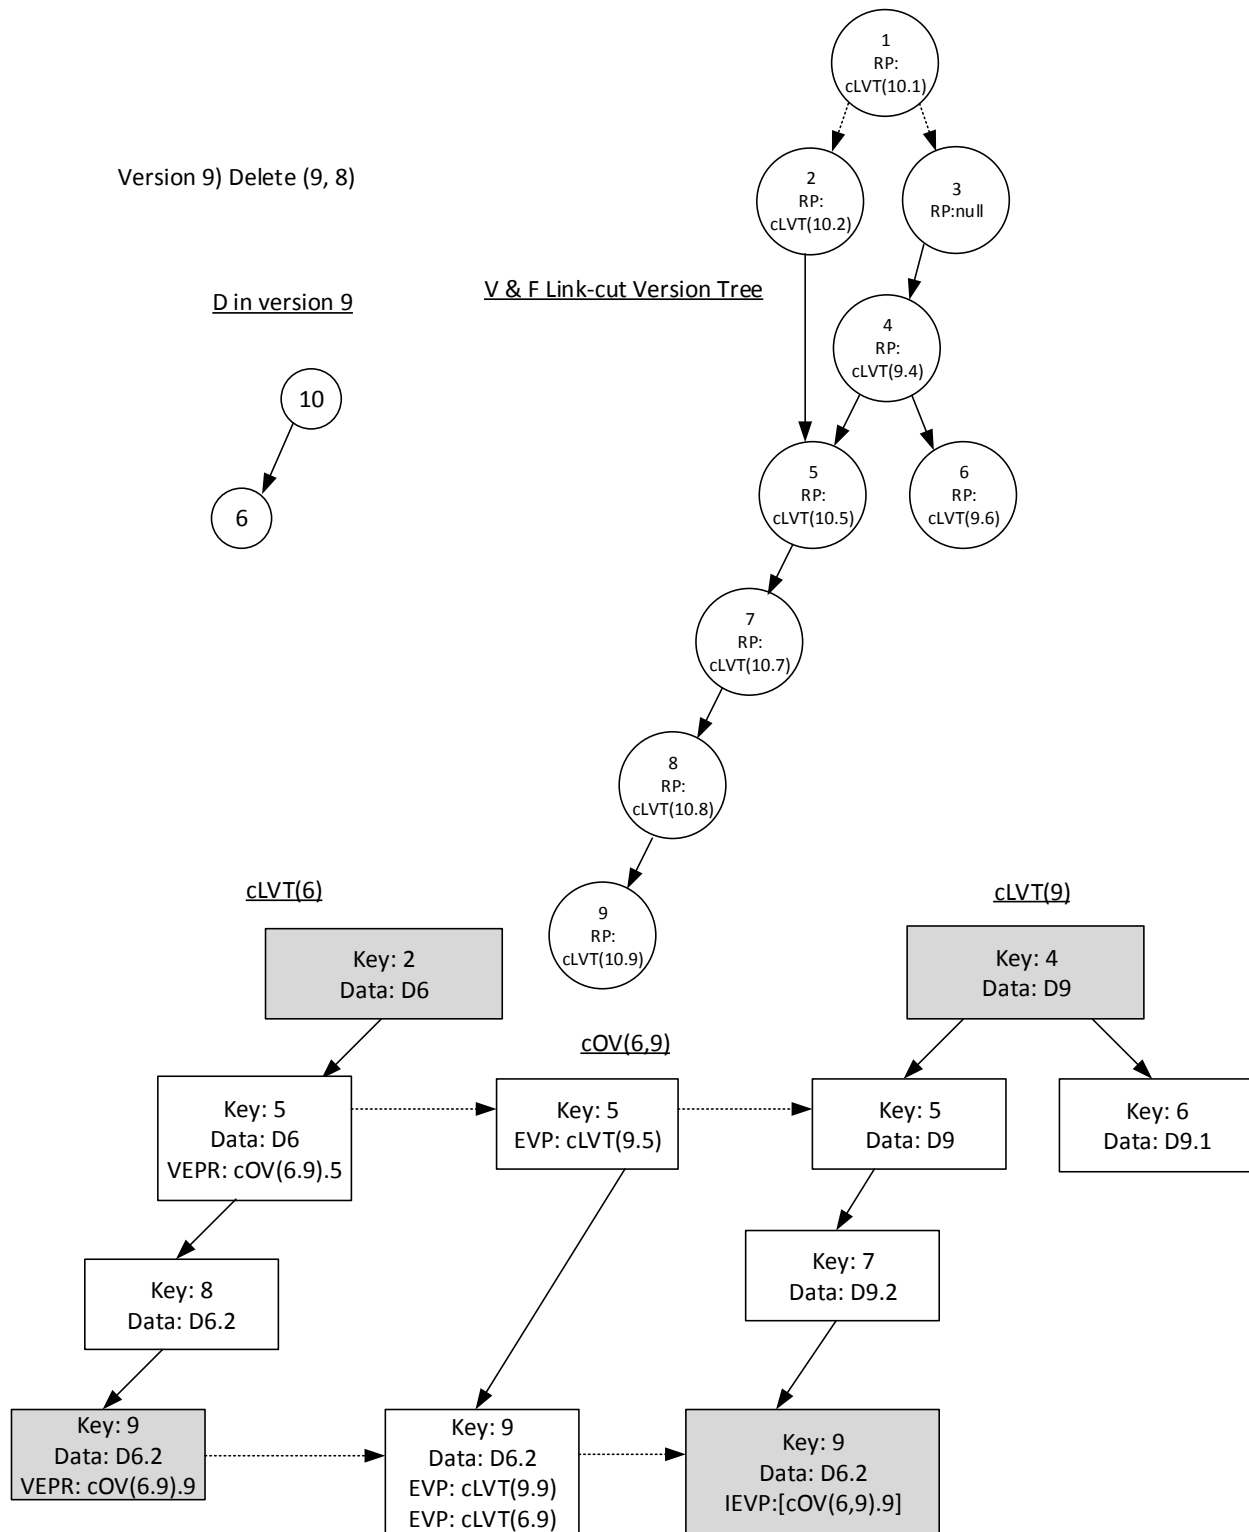 1
RP:
cLVT(10.1)
Version 9) Delete (9, 8)
2
RP:
cLVT(10.2)
3
RP:null
D in version 9
V & F Link-cut Version Tree
4
RP:
cLVT(9.4)
10
6
5
RP:
cLVT(10.5)
6
RP:
cLVT(9.6)
7
RP:
cLVT(10.7)
8
RP:
cLVT(10.8)
9
RP:
cLVT(10.9)
cLVT(6)
cLVT(9)
Key: 2
Data: D6
Key: 4
Data: D9
cOV(6,9)
Key: 5
Data: D6
VEPR: cOV(6.9).5
Key: 5
EVP: cLVT(9.5)
Key: 5
Data: D9
Key: 6
Data: D9.1
Key: 8
Data: D6.2
Key: 7
Data: D9.2
Key: 9
Data: D6.2
VEPR: cOV(6.9).9
Key: 9
Data: D6.2
EVP: cLVT(9.9)
EVP: cLVT(6.9)
Key: 9
Data: D6.2
IEVP:[cOV(6,9).9]